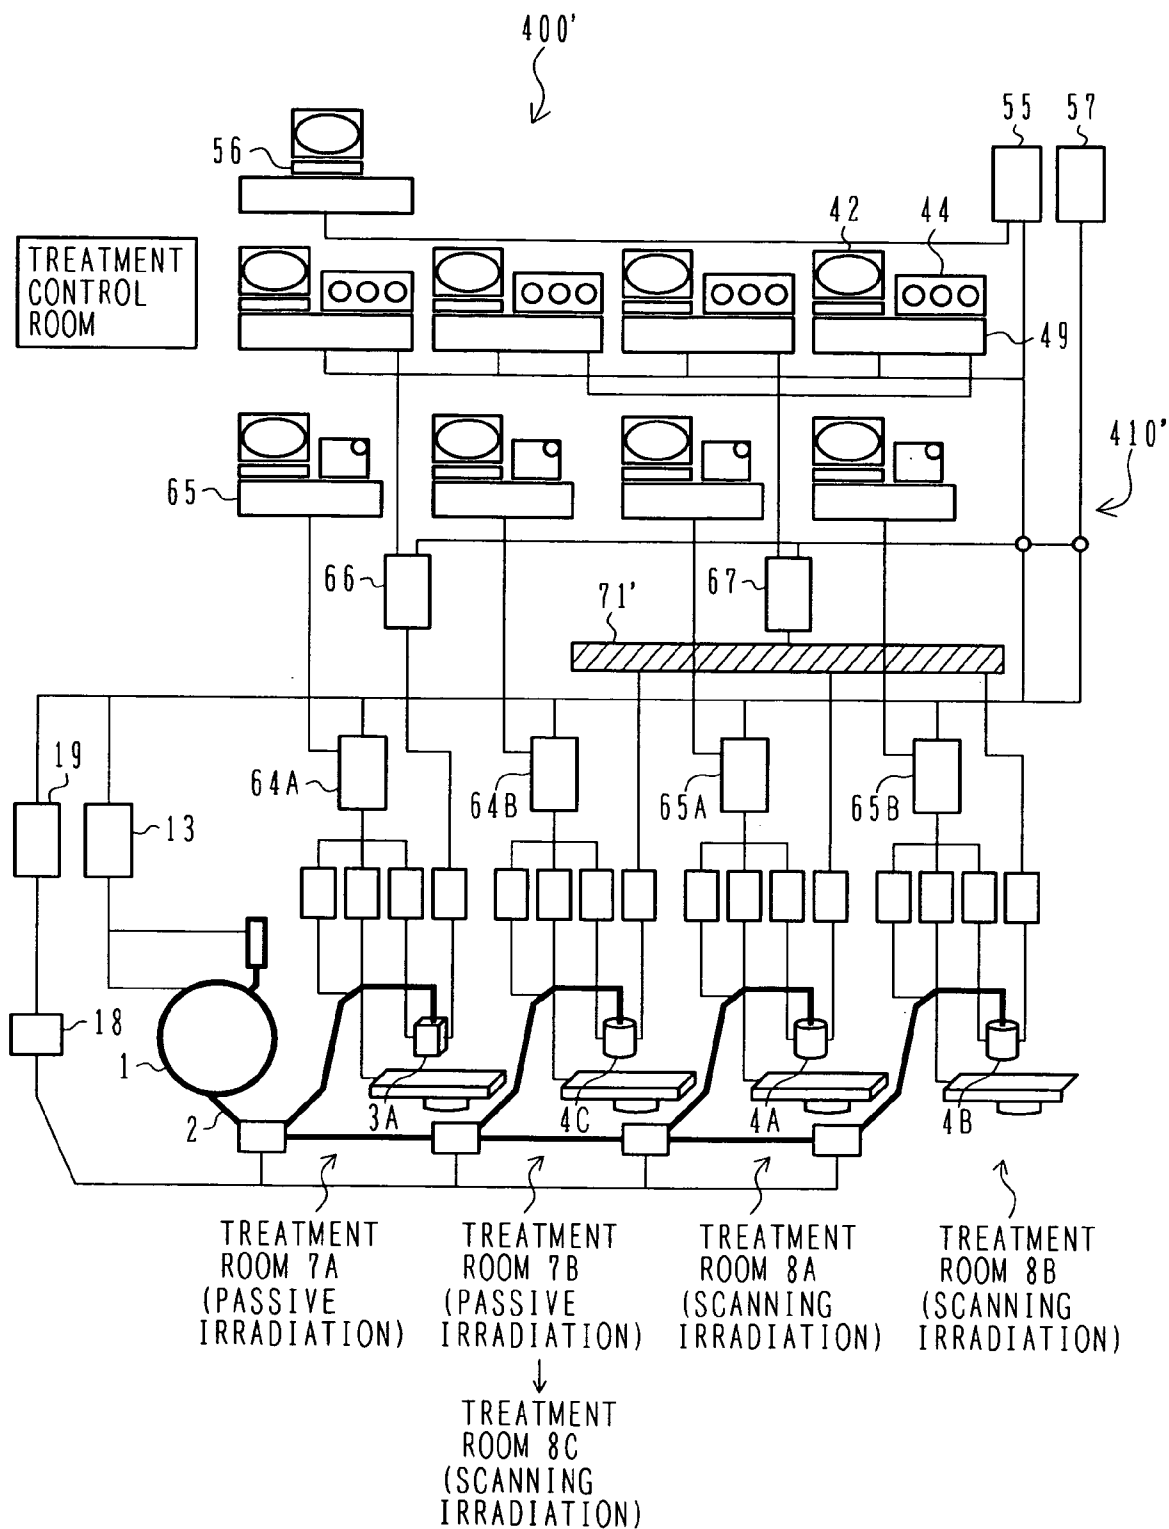 400'
55
57
56
42
44
TREATMENT
CONTROL
ROOM
49
410'
65
66
67
71'
19
13
64A
64B
65A
65B
18
1
2
3A
4C
4A
4B
TREATMENT
ROOM 7A
(PASSIVE
IRRADIATION)
TREATMENT
ROOM 7B
(PASSIVE
IRRADIATION)
TREATMENT
ROOM 8A
(SCANNING
IRRADIATION)
TREATMENT
ROOM 8B
(SCANNING
IRRADIATION)
TREATMENT
ROOM 8C
(SCANNING
IRRADIATION)